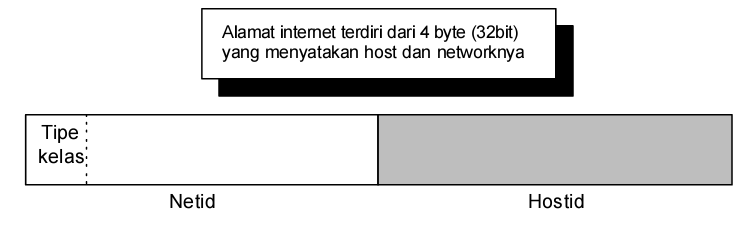 Alamat internet terdiri dari 4 byte (32bit)
yang menyatakan host dan networknya
Tipe
kelas
Netid
Hostid